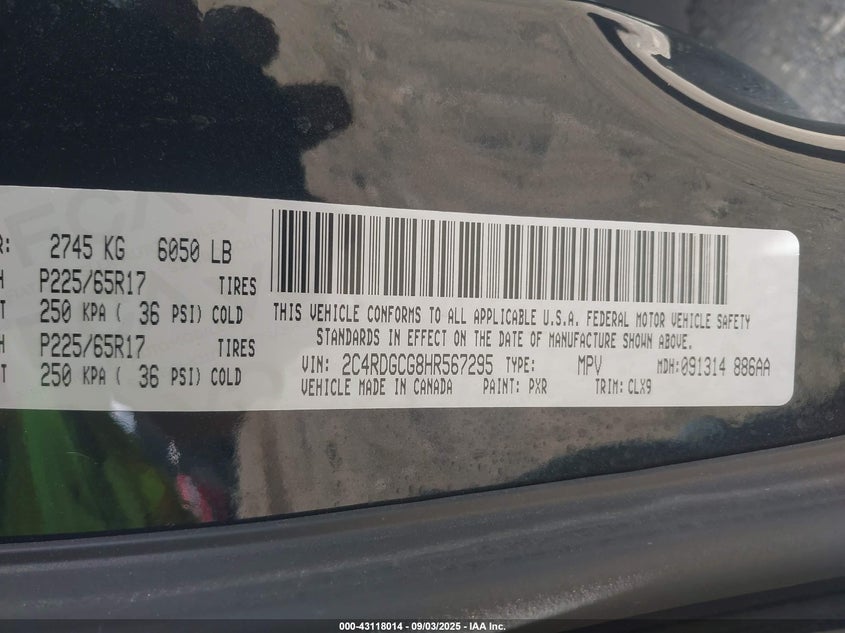 R: 2745 KG 6050 LB
H P225/65R17 TIRES
T 250 KPA ( 36 PSI) COLD
H P225/65R17 TIRES
T 250 KPA ( 36 PSI) COLD
THIS VEHICLE CONFORMS TO ALL APPLICABLE U.S.A. FEDERAL MOTOR VEHICLE SAFETY
STANDARDS IN EFFECT ON THE DATE OF MANUFACTURE SHOWN ABOVE.
VIN: 2C4RDGCG8HR567295 TYPE: MPV MDH:091314 886AA
VEHICLE MADE IN CANADA PAINT: PXR TRIM: CLX9
000-43118014 - 09/03/2025 - IAA Inc.